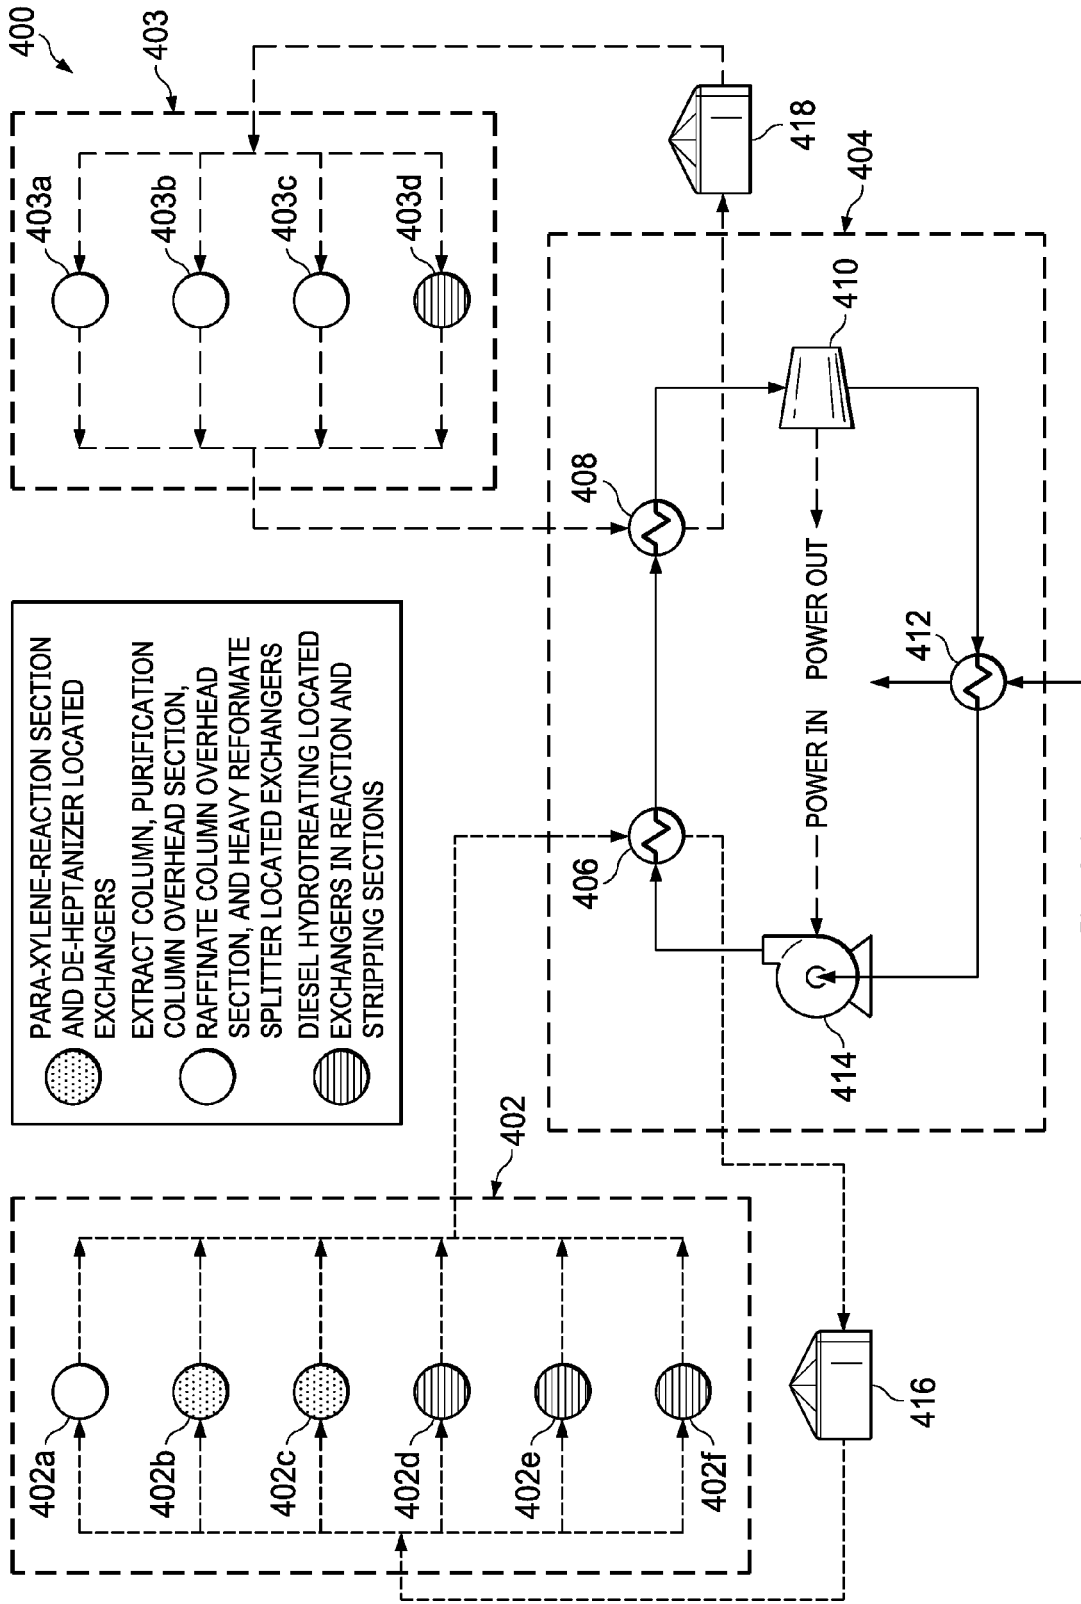 400
403
402a
402b
402c
402d
402e
402f
402
PARA-XYLENE-REACTION SECTION
AND DE-HEPTANIZER LOCATED
EXCHANGERS
EXTRACT COLUMN, PURIFICATION
COLUMN OVERHEAD SECTION,
RAFFINATE COLUMN OVERHEAD
SECTION, AND HEAVY REFORMATE
SPLITTER LOCATED EXCHANGERS
DIESEL HYDROTREATING LOCATED
EXCHANGERS IN REACTION AND
STRIPPING SECTIONS
403a
403b
403c
403d
406
408
418
404
POWER IN
POWER OUT
410
414
412
416